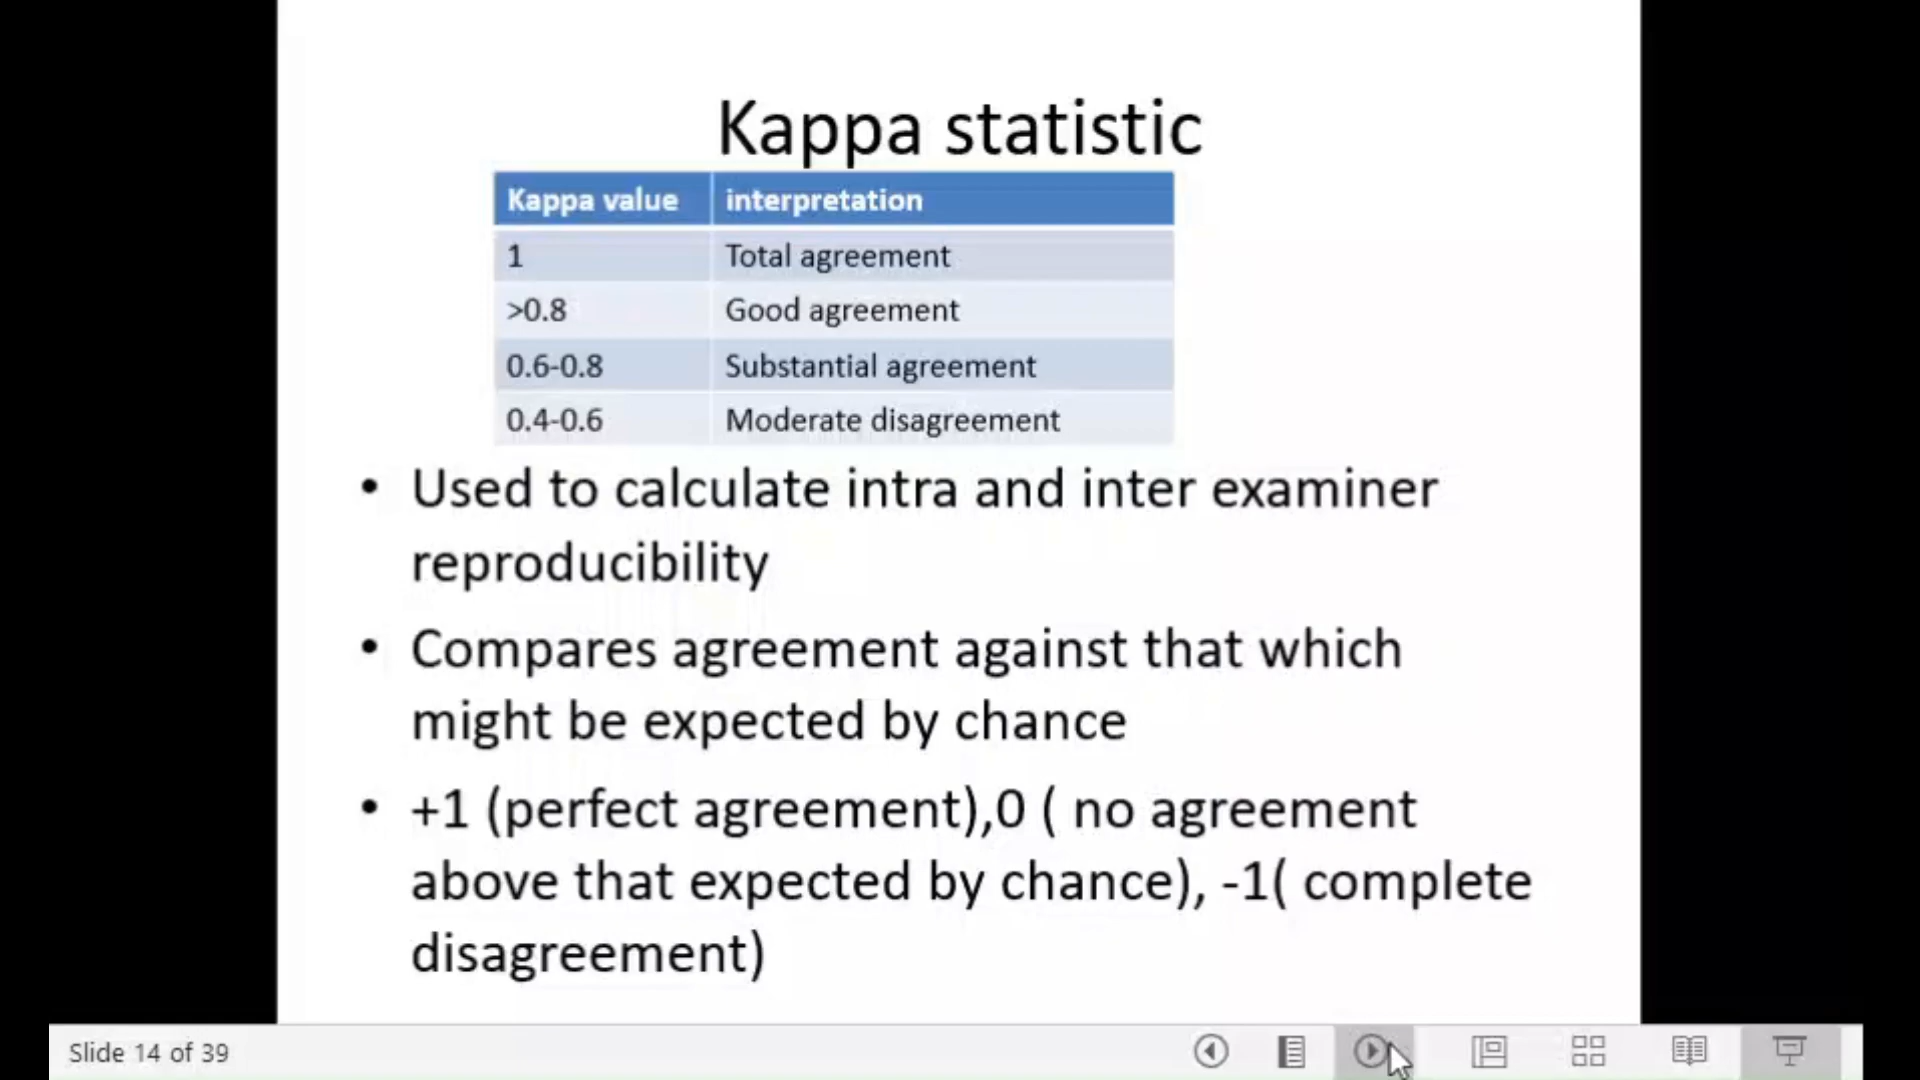 Kappa statistic
Kappa value interpretation
1 Total agreement
>0.8 Good agreement
0.6-0.8 Substantial agreement
0.4-0.6 Moderate disagreement
• Used to calculate intra and inter examiner
reproducibility
• Compares agreement against that which
might be expected by chance
• +1 (perfect agreement),0 ( no agreement
above that expected by chance), -1( complete
disagreement)
Slide 14 of 39